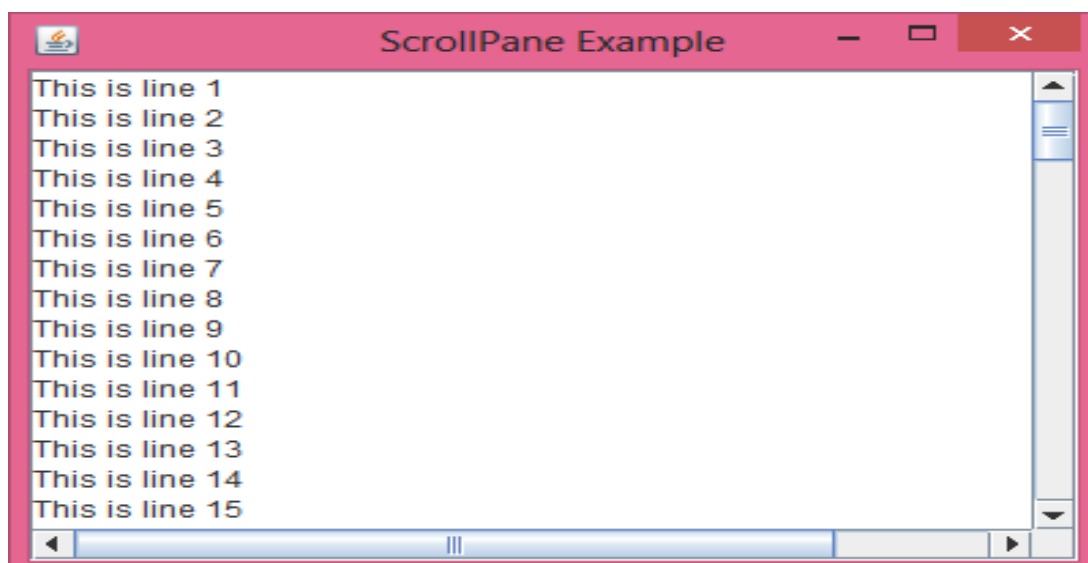 ScrollPane Example
This is line 1
This is line 2
This is line 3
This is line 4
This is line 5
This is line 6
This is line 7
This is line 8
This is line 9
This is line 10
This is line 11
This is line 12
This is line 13
This is line 14
This is line 15